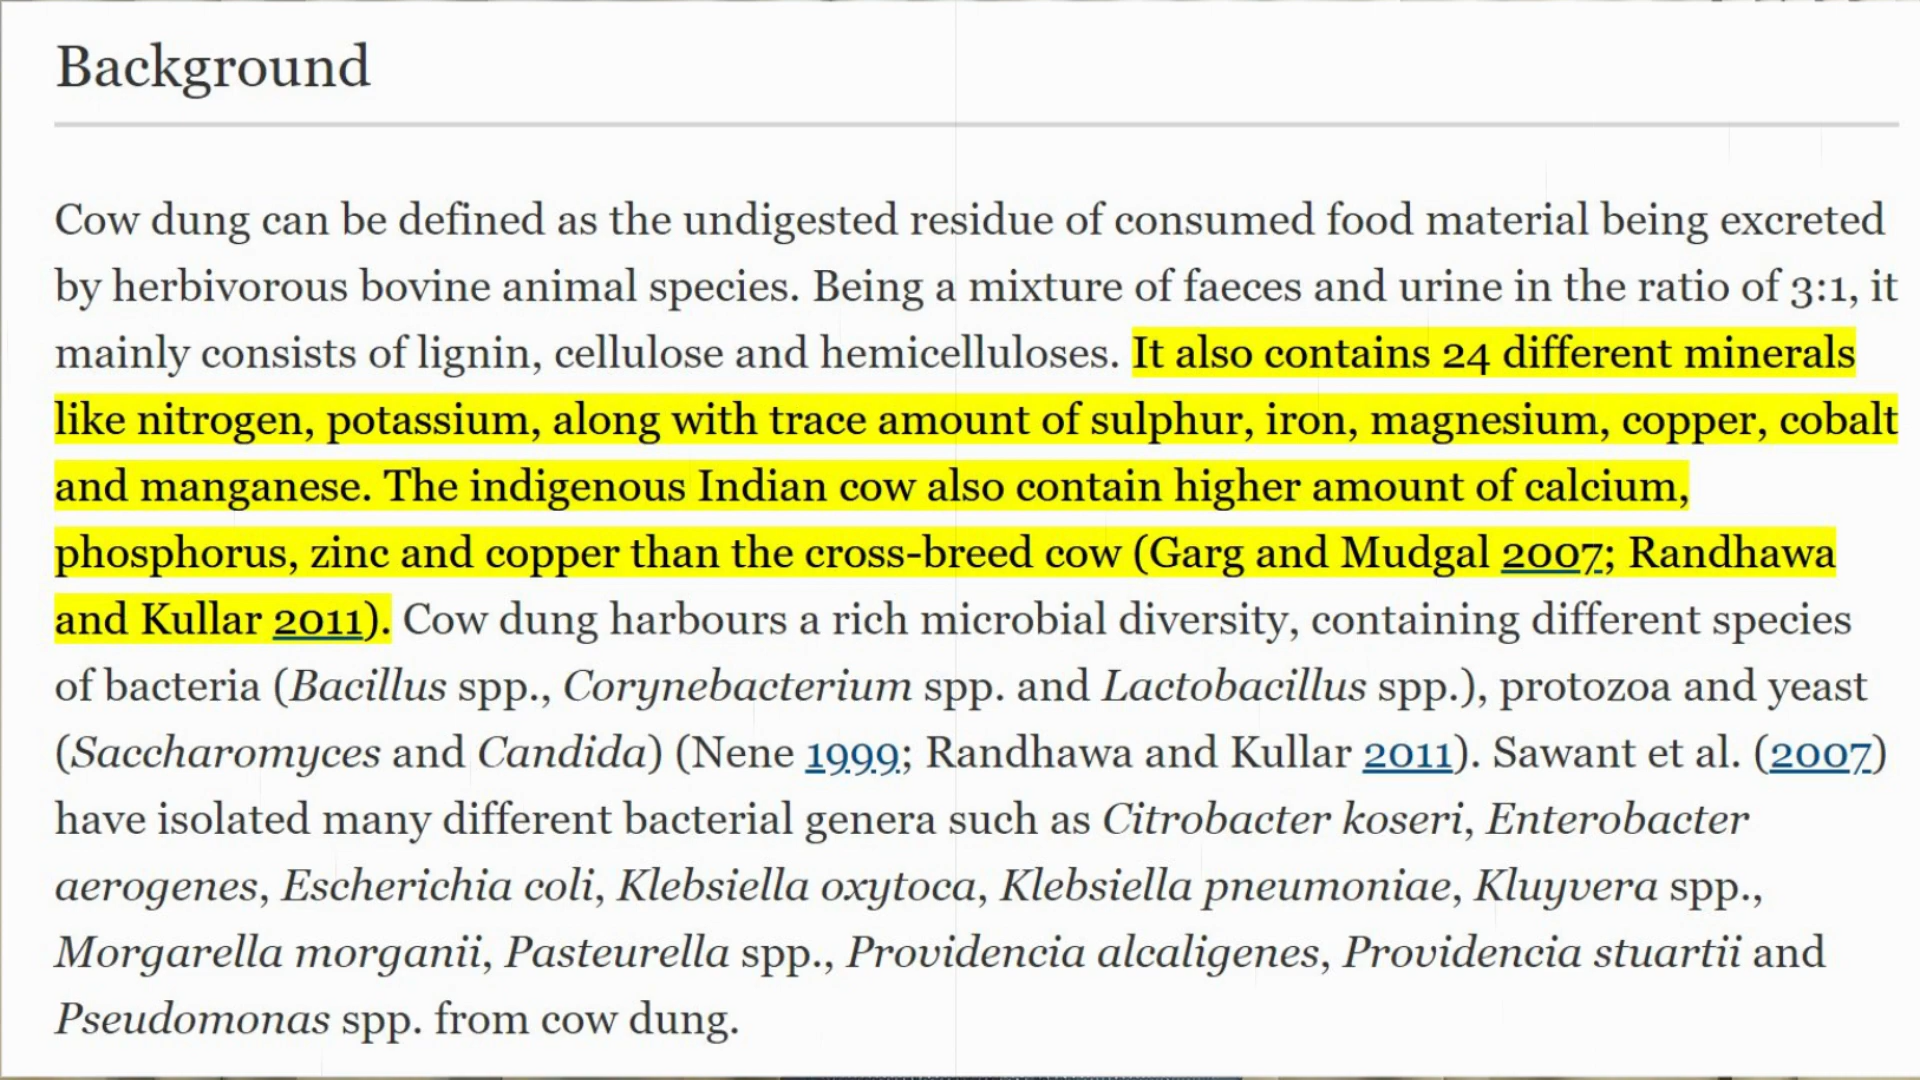 Background
Cow dung can be defined as the undigested residue of consumed food material being excreted
by herbivorous bovine animal species. Being a mixture of faeces and urine in the ratio of 3:1, it
mainly consists of lignin, cellulose and hemicelluloses. It also contains 24 different minerals
like nitrogen, potassium, along with trace amount of sulphur, iron, magnesium, copper, cobalt
and manganese. The indigenous Indian cow also contain higher amount of calcium,
phosphorus, zinc and copper than the cross-breed cow (Garg and Mudgal 2007; Randhawa
and Kullar 2011). Cow dung harbours a rich microbial diversity, containing different species
of bacteria (Bacillus spp., Corynebacterium spp. and Lactobacillus spp.), protozoa and yeast
(Saccharomyces and Candida) (Nene 1999; Randhawa and Kullar 2011). Sawant et al. (2007)
have isolated many different bacterial genera such as Citrobacter koseri, Enterobacter
aerogenes, Escherichia coli, Klebsiella oxytoca, Klebsiella pneumoniae, Kluyvera spp.,
Morgarella morganii, Pasteurella spp., Providencia alcaligenes, Providencia stuartii and
Pseudomonas spp. from cow dung.